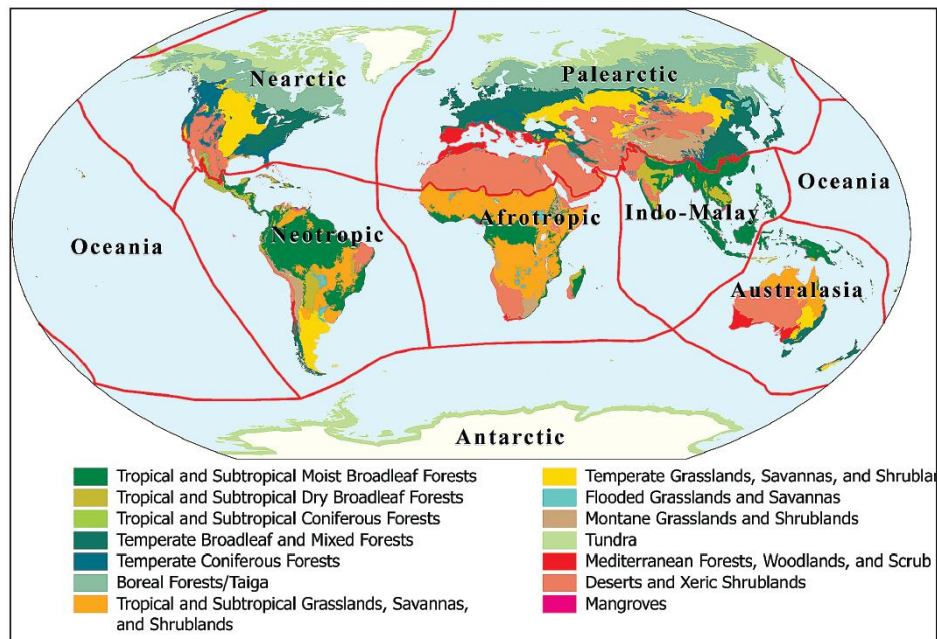 Nearctic
Palearctic
Oceania
Neotropic
Afrotropic
Indo-Malay
Oceania
Australasia
Antarctic
Tropical and Subtropical Moist Broadleaf Forests
Tropical and Subtropical Dry Broadleaf Forests
Tropical and Subtropical Coniferous Forests
Temperate Broadleaf and Mixed Forests
Temperate Coniferous Forests
Boreal Forests/Taiga
Tropical and Subtropical Grasslands, Savannas,
and Shrublands
Temperate Grasslands, Savannas, and Shrublan
Flooded Grasslands and Savannas
Montane Grasslands and Shrublands
Tundra
Mediterranean Forests, Woodlands, and Scrub
Deserts and Xeric Shrublands
Mangroves